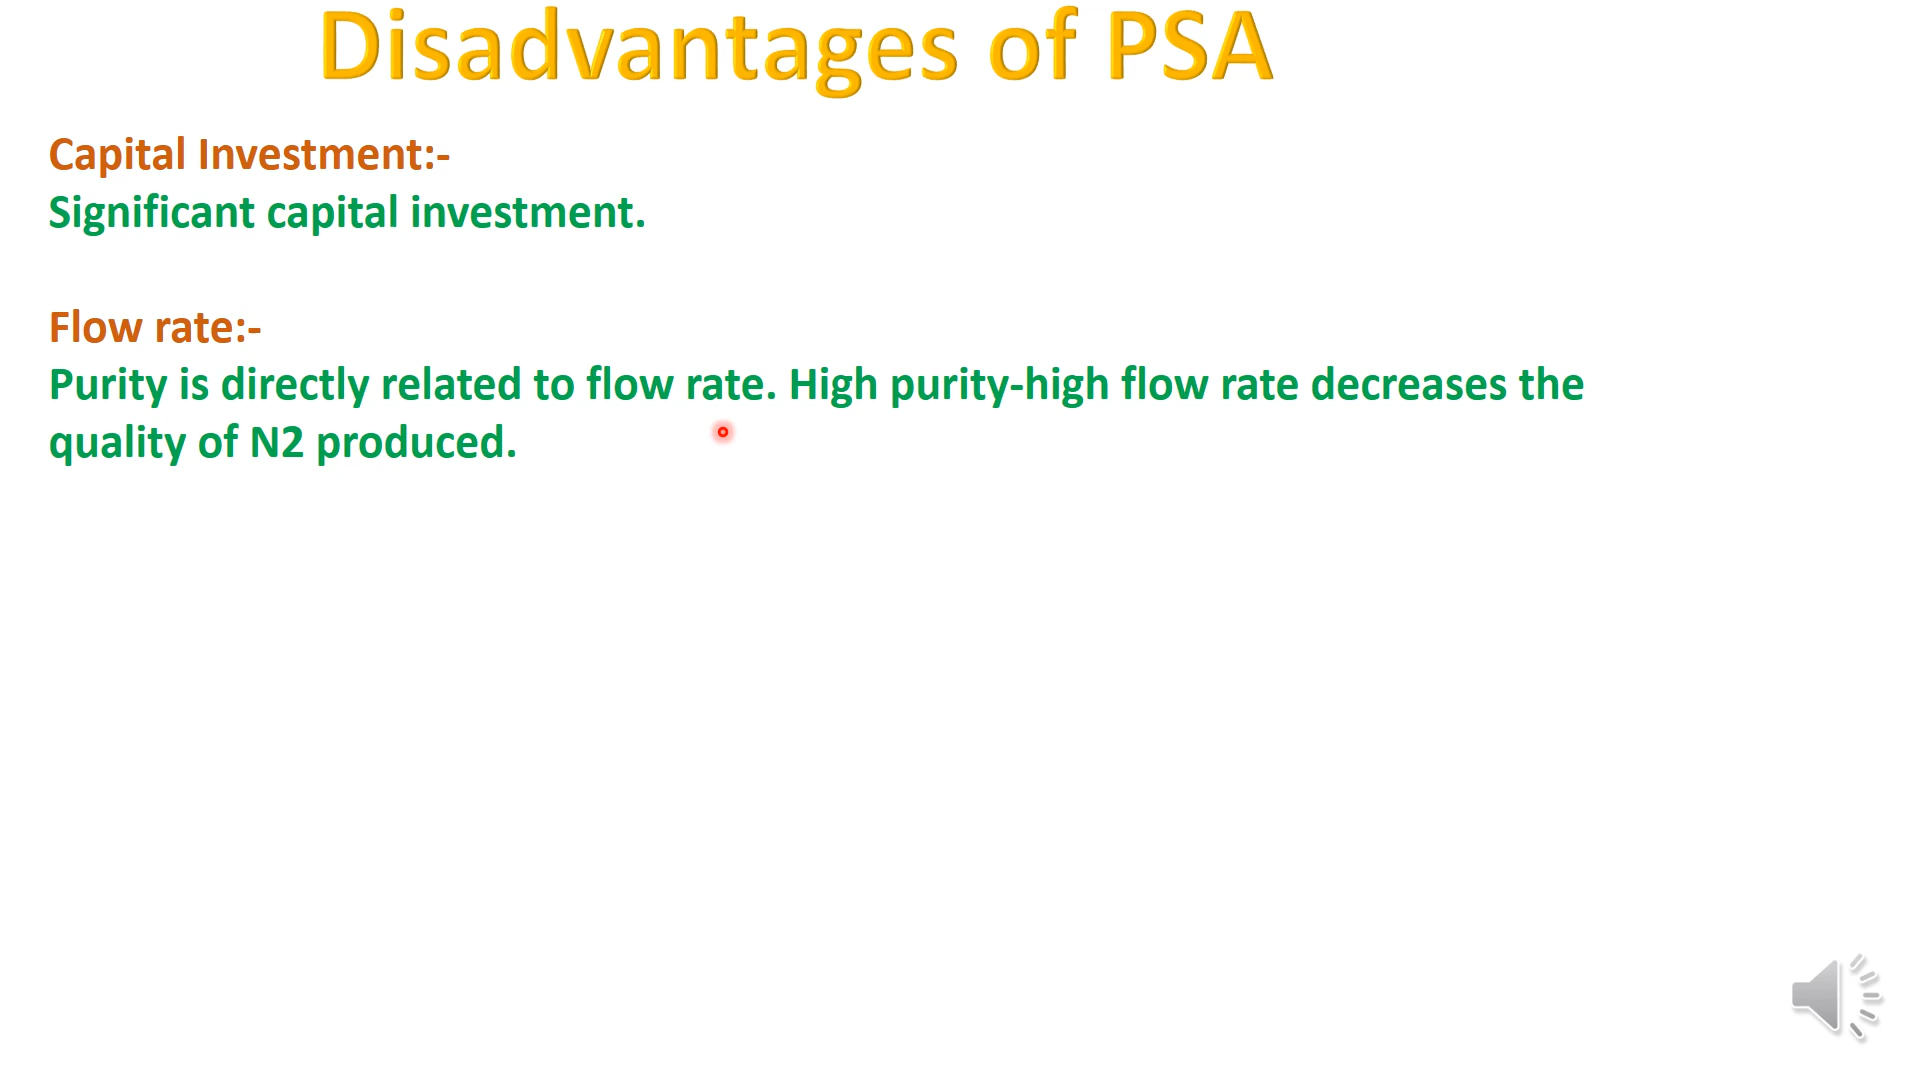 Disadvantages of PSA
Capital Investment:-
Significant capital investment.
Flow rate:-
Purity is directly related to flow rate. High purity-high flow rate decreases the
quality of N2 produced.